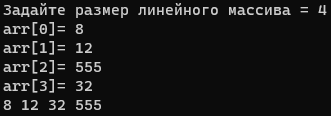 Задайте размер линейного массива = 4
arr[0]= 8
arr[1]= 12
arr[2]= 555
arr[3]= 32
8 12 32 555